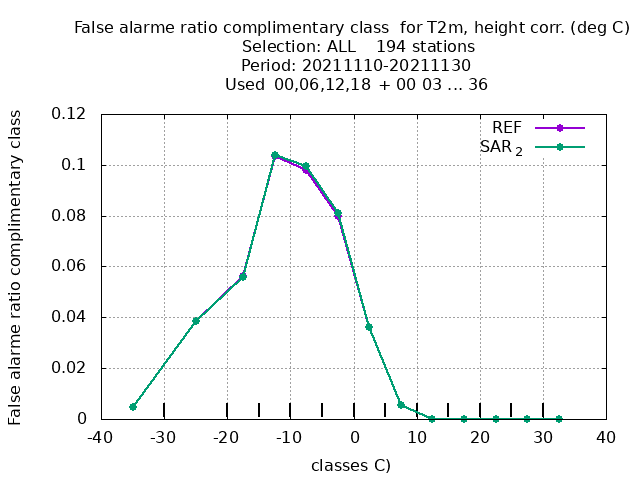 False alarme ratio complimentary class  for T2m, height corr. (deg C)
Selection: ALL    194 stations
Period: 20211110-20211130
Used  00,06,12,18  + 00 03 ... 36
False alarme ratio complimentary class
0.12
0.1
0.08
0.06
0.04
0.02
0
REF
SAR 2
-40 -30 -20 -10 0 10 20 30 40
classes C)